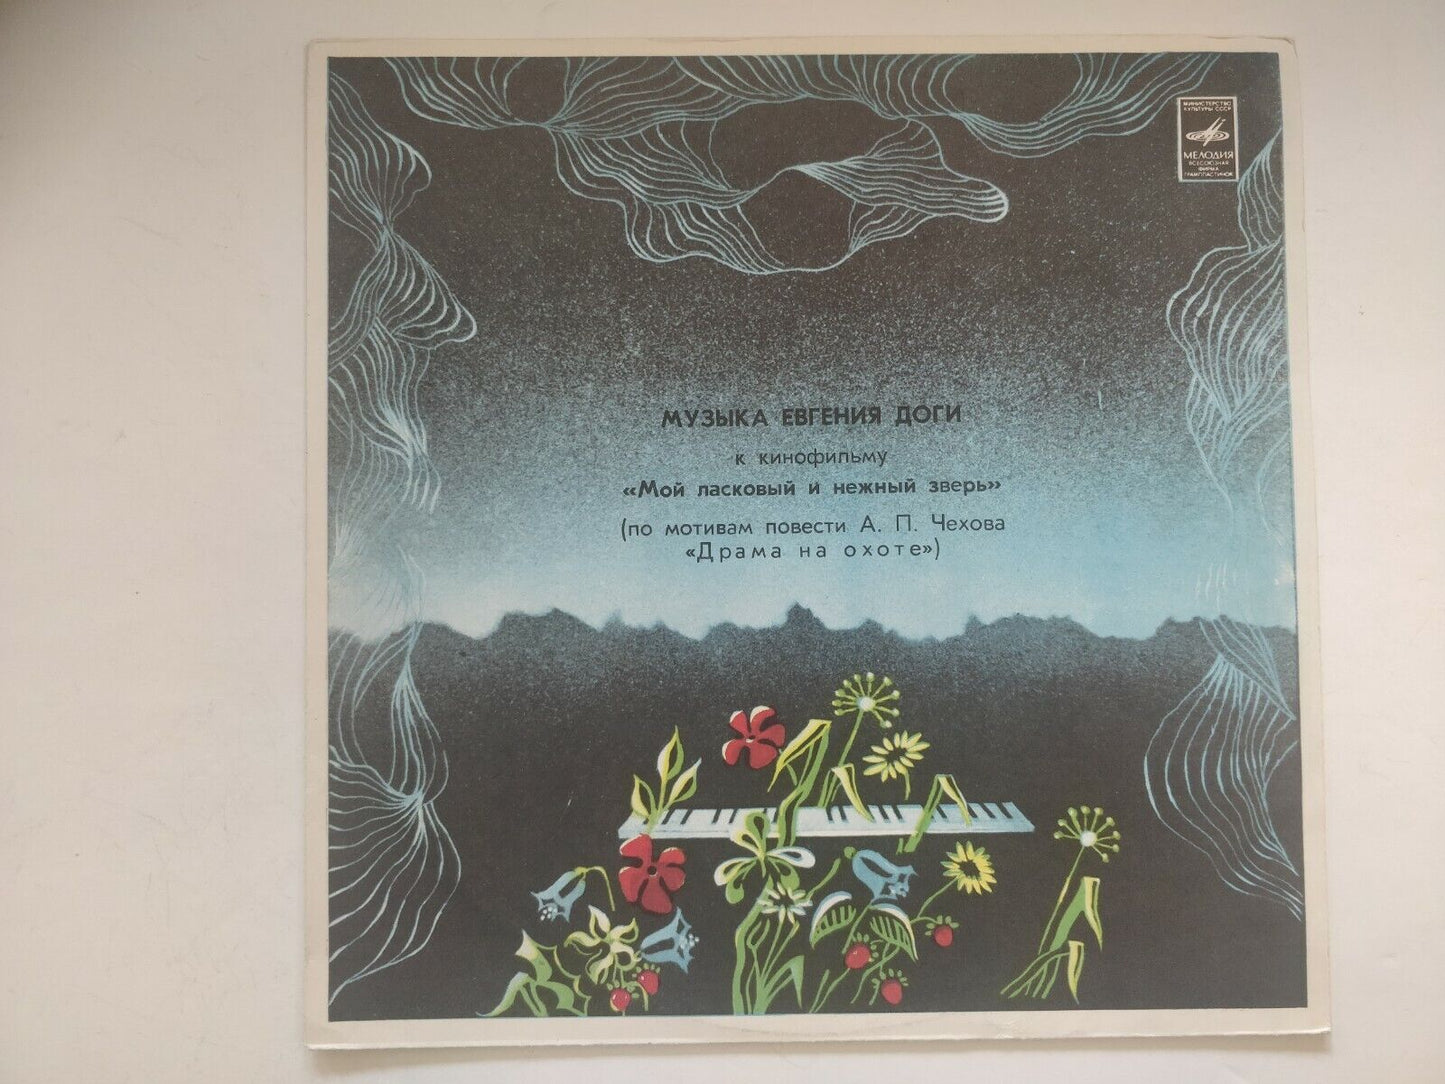 МИНИСТЕРСТВО
КУЛЬТУРЫ СССР
МЕЛОДИЯ
ВСЕСОЮЗНАЯ
ФИРМА
ГРАМПЛАСТИНОК
МУЗЫКА ЕВГЕНИЯ ДОГИ
к кинофильму
«Мой ласковый и нежный зверь»
(по мотивам повести А. П. Чехова
«Драма на охоте»)